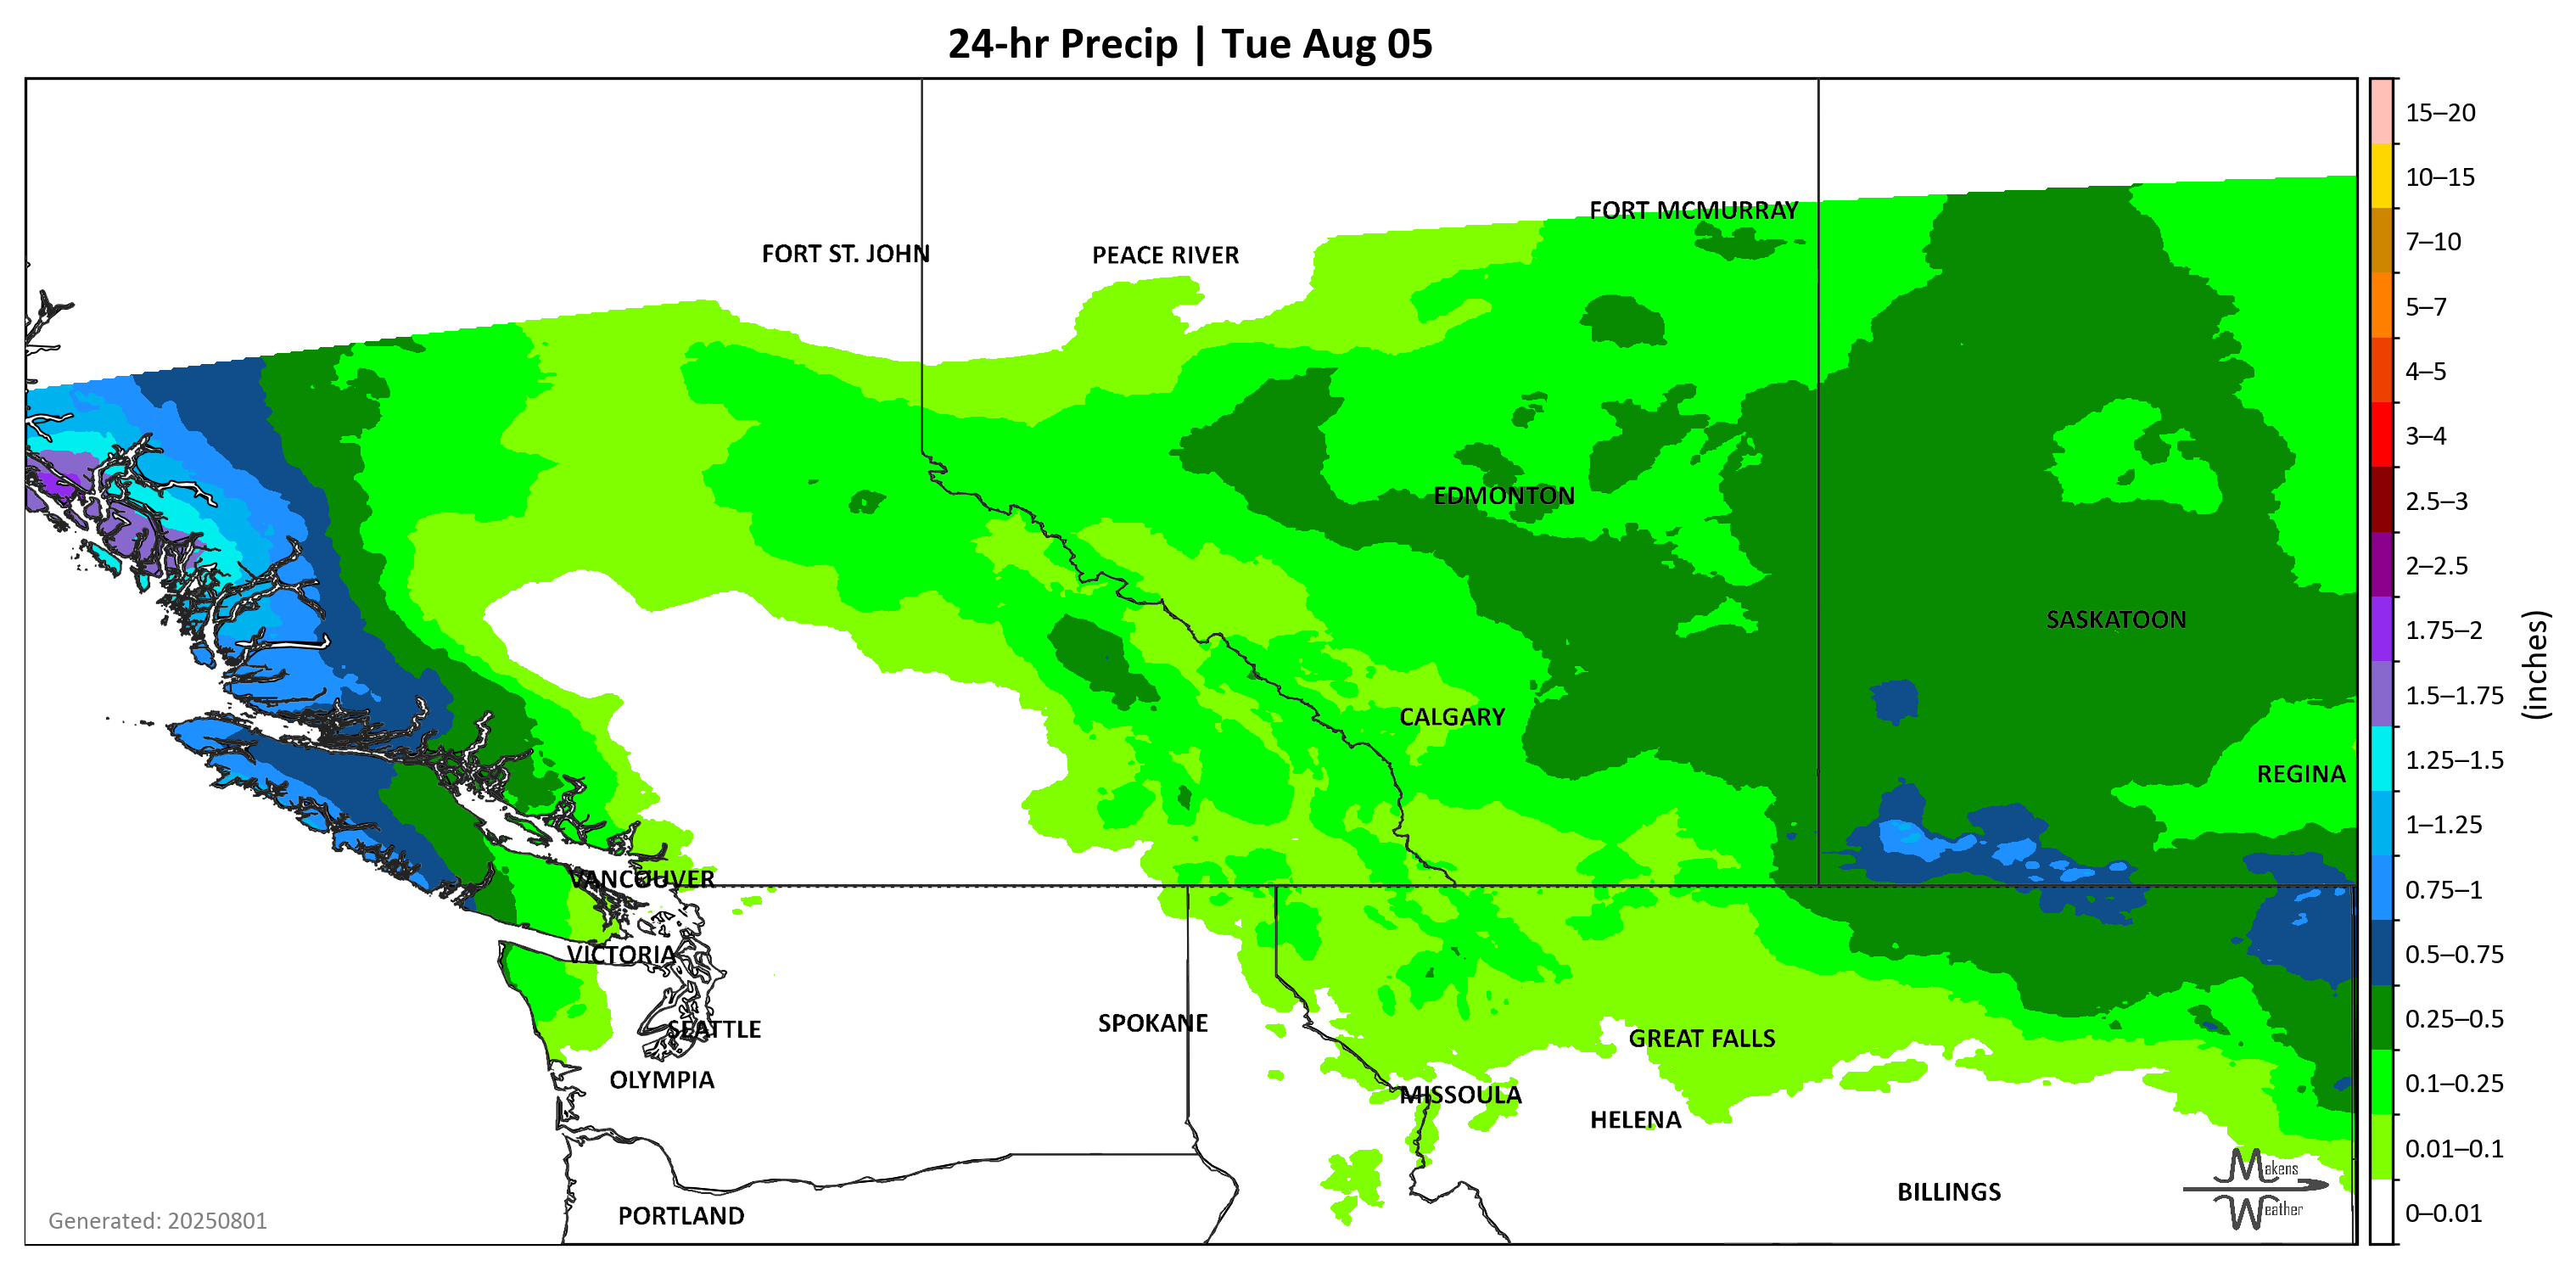 24-hr Precip | Tue Aug 05
FORT MCMURRAY
FORT ST. JOHN
PEACE RIVER
EDMONTON
SASKATOON
CALGARY
REGINA
VANCOUVER
VICTORIA
SEATTLE
SPOKANE
GREAT FALLS
OLYMPIA
MISSOULA
HELENA
BILLINGS
PORTLAND
Makens
Weather
Generated: 20250801
15–20
10–15
7–10
5–7
4–5
3–4
2.5–3
2–2.5
1.75–2
1.5–1.75
1.25–1.5
1–1.25
0.75–1
0.5–0.75
0.25–0.5
0.1–0.25
0.01–0.1
0–0.01
(inches)